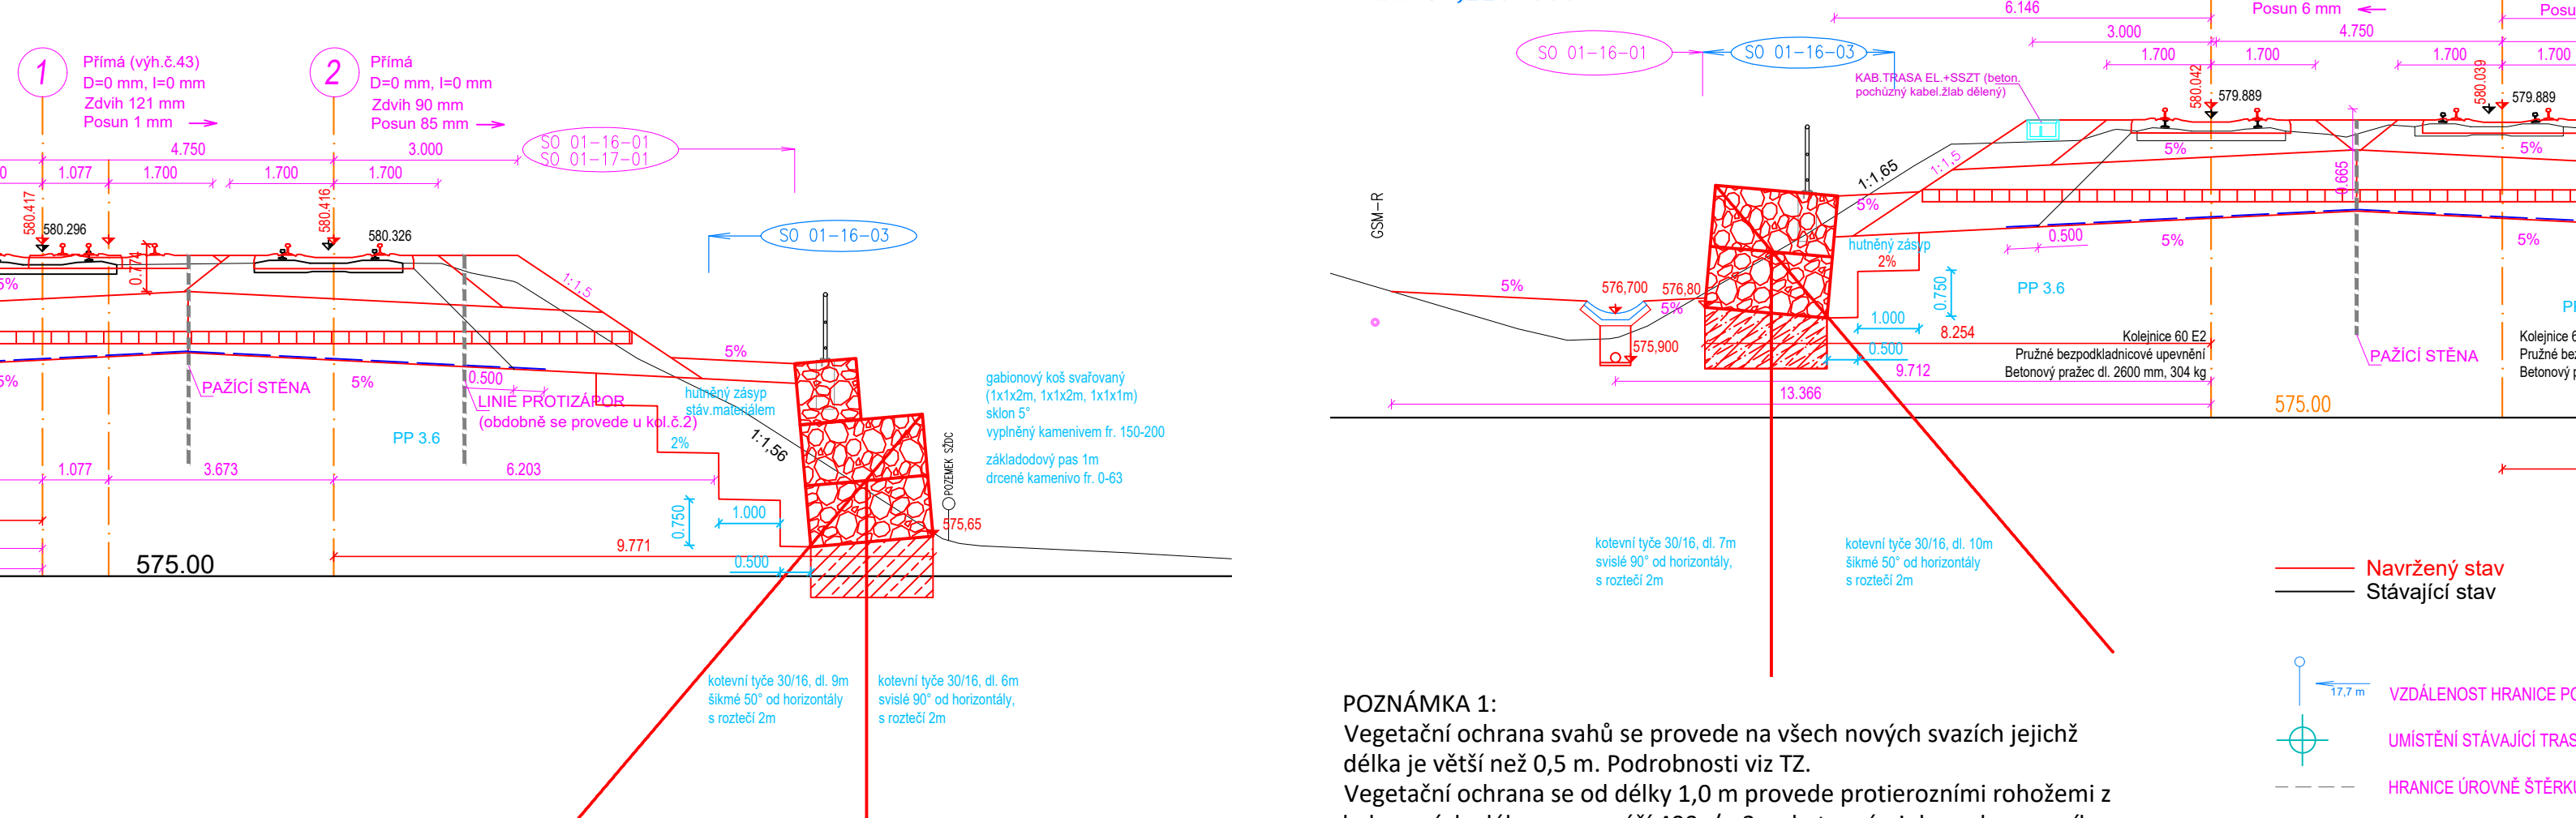 1
Přímá (výh.č.43)
D=0 mm, I=0 mm
Zdvih 121 mm
Posun 1 mm
2
Přímá
D=0 mm, I=0 mm
Zdvih 90 mm
Posun 85 mm
SO 01-16-01
SO 01-17-01
4.750
3.000
1.077
1.700
1.700
1.700
580.417
580.296
580.416
580.326
SO 01-16-03
0.774
1:1,5
5%
5%
5%
5%
PAŽÍCÍ STĚNA
0.500
LINIE PROTIZÁPOR
(obdobně se provede u kol.č.2)
hutněný zásyp
stáv.materiálem
2%
PP 3.6
1:1,56
gabionový koš svařovaný
(1x1x2m, 1x1x2m, 1x1x1m)
sklon 5°
vyplněný kamenivem fr. 150-200
základodový pas 1m
drcené kamenivo fr. 0-63
POZEMEK SŽDC
1.077
3.673
6.203
0.750
1.000
575,65
9.771
0.500
575.00
kotevní tyče 30/16, dl. 9m
šikmé 50° od horizontály
s roztečí 2m
kotevní tyče 30/16, dl. 6m
svislé 90° od horizontály,
s roztečí 2m
6.146
Posun 6 mm
3.000
4.750
1.700
1.700
1.700
1.700
SO 01-16-01
SO 01-16-03
KAB.TRASA EL.+SSZT (beton.
pochůzný kabel.žlab dělený)
580.042
579.889
580.039
579.889
GSM-R
1:1,65
1:1,5
5%
5%
5%
0.665
hutněný zásyp
2%
0.500
5%
5%
5%
576,700
576,80
5%
575,900
0.750
PP 3.6
1.000
8.254
0.500
9.712
13.366
Kolejnice 60 E2
Pružné bezpodkladnicové upevnění
Betonový pražec dl. 2600 mm, 304 kg
PAŽÍCÍ STĚNA
Kolejnice
Betonový
575.00
kotevní tyče 30/16, dl. 7m
svislé 90° od horizontály,
s roztečí 2m
kotevní tyče 30/16, dl. 10m
šikmé 50° od horizontály
s roztečí 2m
Navržený stav
Stávající stav
17,7 m
VZDÁLENOST HRANICE
UMÍSTĚNÍ STÁVAJÍCÍ
HRANICE ÚROVNĚ
POZNÁMKA 1:
Vegetační ochrana svahů se provede na všech nových svazích jejichž
délka je větší než 0,5 m. Podrobnosti viz TZ.
Vegetační ochrana se od délky 1,0 m provede protierozními rohožemi z